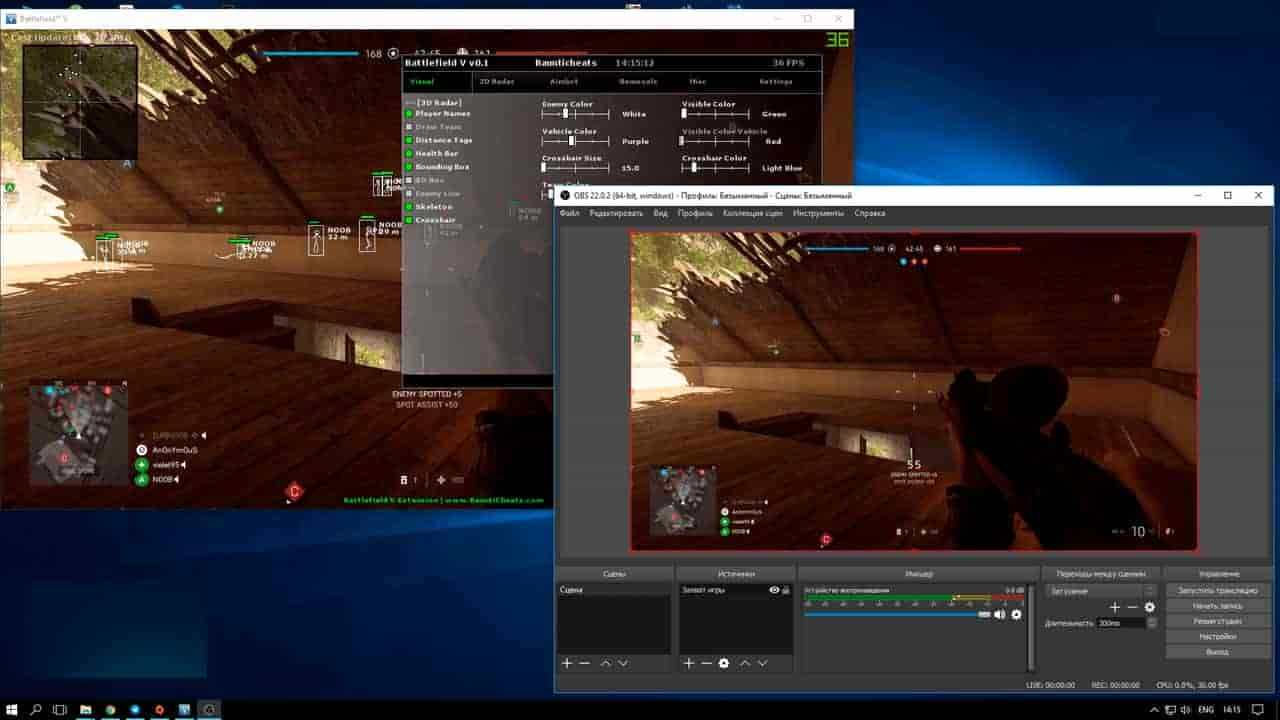 Battlefield™ V
36
168
42:45
161
Battlefield V v0.1
14:15:12
36 FPS
Visual
2D Radar
Aimbot
Removals
Misc
Settings
Player Names
Draw Team
Distance Tags
Health Bar
Bounding Box
Enemy Line
Skeleton
Crosshair
Enemy Color
White
Visible Color
Green
Vehicle Color
Purple
Visible Color Vehicle
Red
Crosshair Size
15.0
Crosshair Color
Light Blue
A
A
NOOB
32 m
NOOB
29 m
NOOB
27 m
ENEMY SPOTTED +5
SPOT ASSIST +50
AnOnYmOuS
violet95
NOOB
C
C
Battlefield V Extension | www.BauntiCheats.com
OBS 22.0.2 (64-bit, windows) - Профиль: Безымянный - Сцены: Безымянный
Файл
Редактировать
Вид
Профиль
Коллекция сцен
Инструменты
Справка
168
42:45
161
A
B
55
NOOB
C
10
Сцены
Источники
Микшер
Переходы между сценами
Управление
Сцена
Захват игры
Устройство воспроизведения
0.0 dB
Затухание
Длительность
300ms
Запустить трансляцию
Начать запись
Режим студии
Настройки
Выход
LIVE: 00:00:00
REC: 00:00:00
CPU: 0.0%, 30.00 fps
ENG
14:15